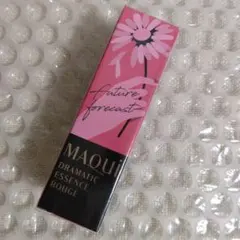 future
forecast
MAQUi
DRAMATIC
ESSENCE
ROUGE